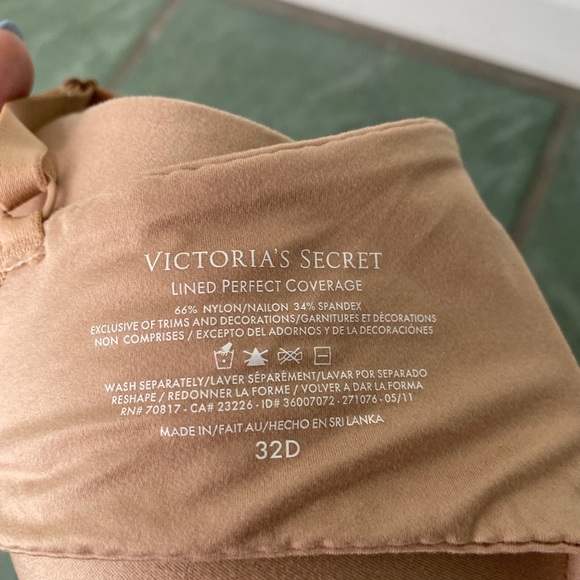 VICTORIA'S SECRET
LINED PERFECT COVERAGE
66% NYLON/NAILON 34% SPANDEX
EXCLUSIVE OF TRIMS AND DECORATIONS/GARNITURES ET DÉCORATIONS
NON COMPRISES / EXCEPTO DEL ADORNOS Y DE LA DECORACIÓNES
WASH SEPARATELY/LAVER SÉPARÉMENT/LAVAR POR SEPARADO
RESHAPE / REDONNER LA FORME / VOLVER A DAR LA FORMA
RN# 70817 - CA# 23226 - ID# 36007072 - 271076 - 05/11
MADE IN/FAIT AU/HECHO EN SRI LANKA
32D